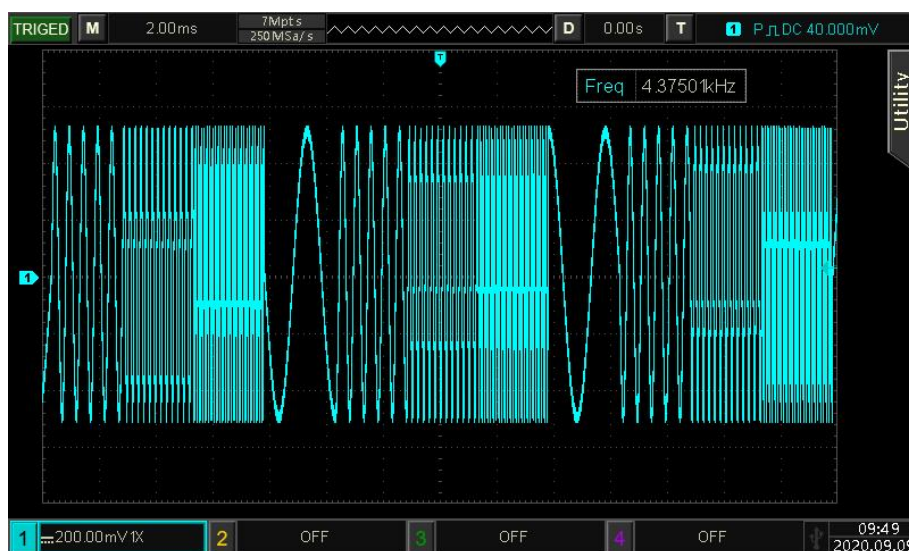 TRIGED M 2.00ms 7Mpts D 0.00s T 1 P DC 40.000mV
250MSa/s
T
Freq 4.37501kHz
Utility
1
1 200.00mV 1X 2 OFF 3 OFF 4 OFF 09:49
2020.09.09